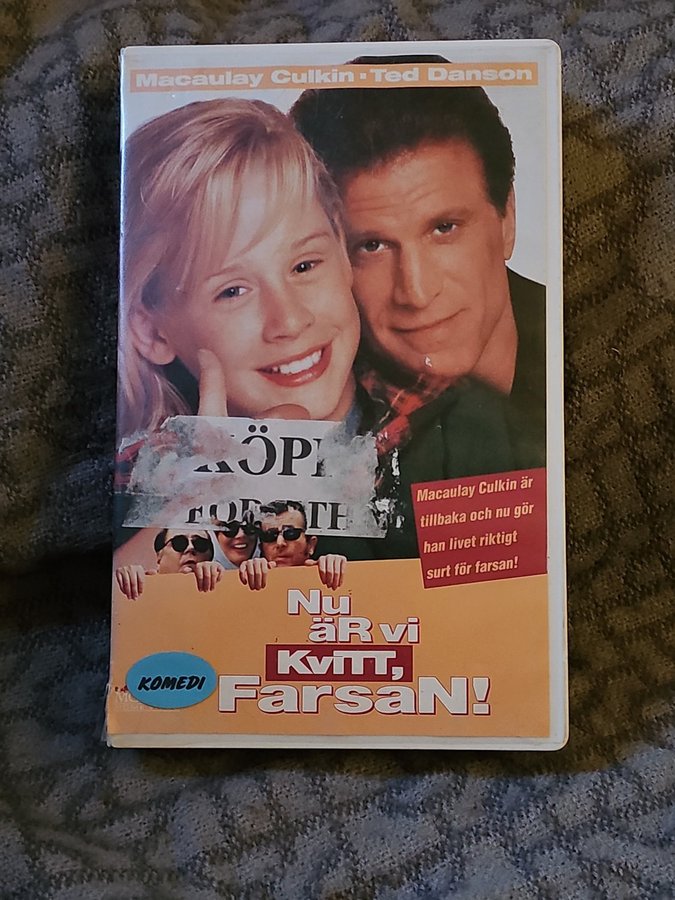 Macaulay Culkin ▪ Ted Danson
KÖP
Macaulay Culkin är
tillbaka och nu gör
han livet riktigt
surt för farsan!
Nu
äR vi
KviTT,
FarsaN!
KOMEDI